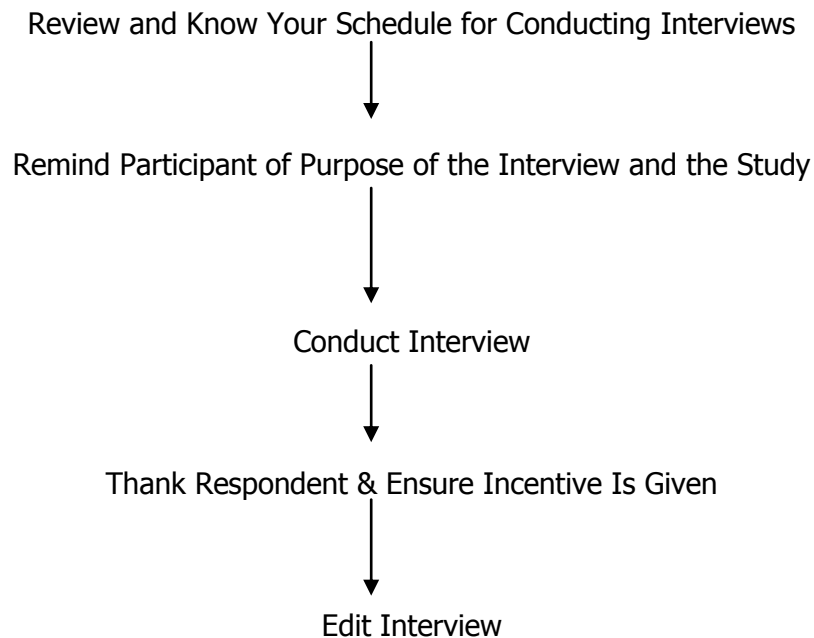 Review and Know Your Schedule for Conducting Interviews
Remind Participant of Purpose of the Interview and the Study
Conduct Interview
Thank Respondent & Ensure Incentive Is Given
Edit Interview